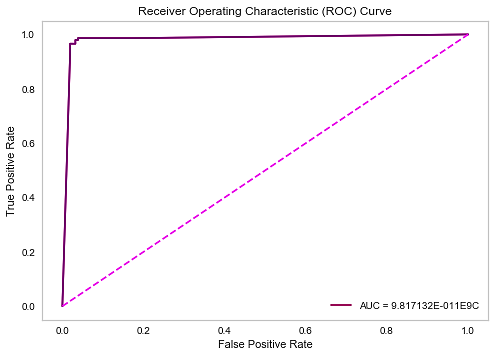 Receiver Operating Characteristic (ROC) Curve
1.0
0.8
0.6
0.4
0.2
0.0
True Positive Rate
0.0 0.2 0.4 0.6 0.8 1.0
False Positive Rate
AUC = 9.817132E-011E9C